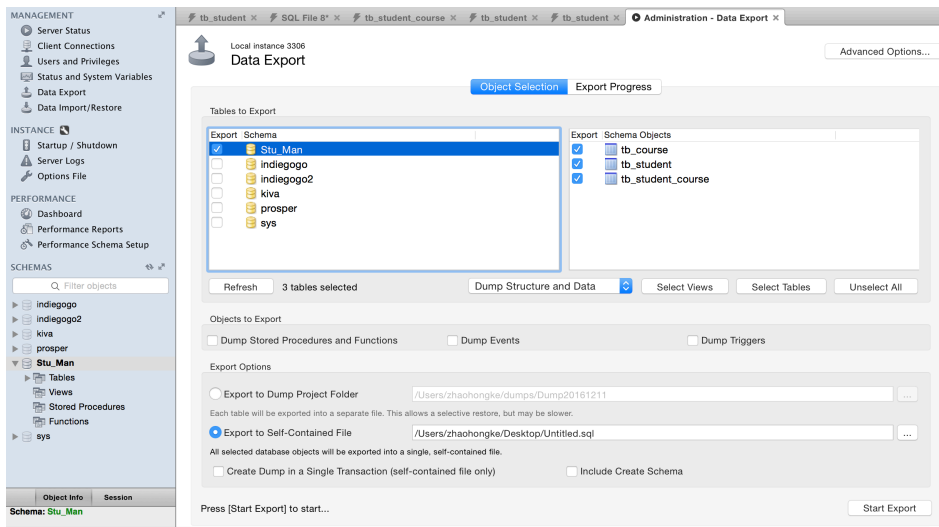 MANAGEMENT
Server Status
Client Connections
Users and Privileges
Status and System Variables
Data Export
Data Import/Restore
INSTANCE
Startup / Shutdown
Server Logs
Options File
PERFORMANCE
Dashboard
Performance Reports
Performance Schema Setup
SCHEMAS
Filter objects
indiegogo
indiegogo2
kiva
prosper
Stu_Man
Tables
Views
Stored Procedures
Functions
sys
Object Info Session
Schema: Stu_Man
tb_student × SQL File 8* × tb_student_course × tb_student × tb_student × Administration - Data Export ×
Local instance 3306
Data Export
Advanced Options...
Object Selection Export Progress
Tables to Export
Export Schema
Stu_Man
indiegogo
indiegogo2
kiva
prosper
sys
Export Schema Objects
tb_course
tb_student
tb_student_course
Refresh 3 tables selected Dump Structure and Data Select Views Select Tables Unselect All
Objects to Export
Dump Stored Procedures and Functions Dump Events Dump Triggers
Export Options
Export to Dump Project Folder /Users/zhaohongke/dumps/Dump20161211 ...
Each table will be exported into a separate file. This allows a selective restore, but may be slower.
Export to Self-Contained File /Users/zhaohongke/Desktop/Untitled.sql ...
All selected database objects will be exported into a single, self-contained file.
Create Dump in a Single Transaction (self-contained file only) Include Create Schema
Press [Start Export] to start... Start Export